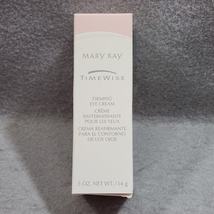 MARY KAY
TIMEWISE
FIRMING
EYE CREAM
CRÈME
RAFFERMISSANTE
POUR LES YEUX
CREMA REAFIRMANTE
PARA EL CONTORNO
DE LOS OJOS
.5 OZ. NET WT. / 14 g